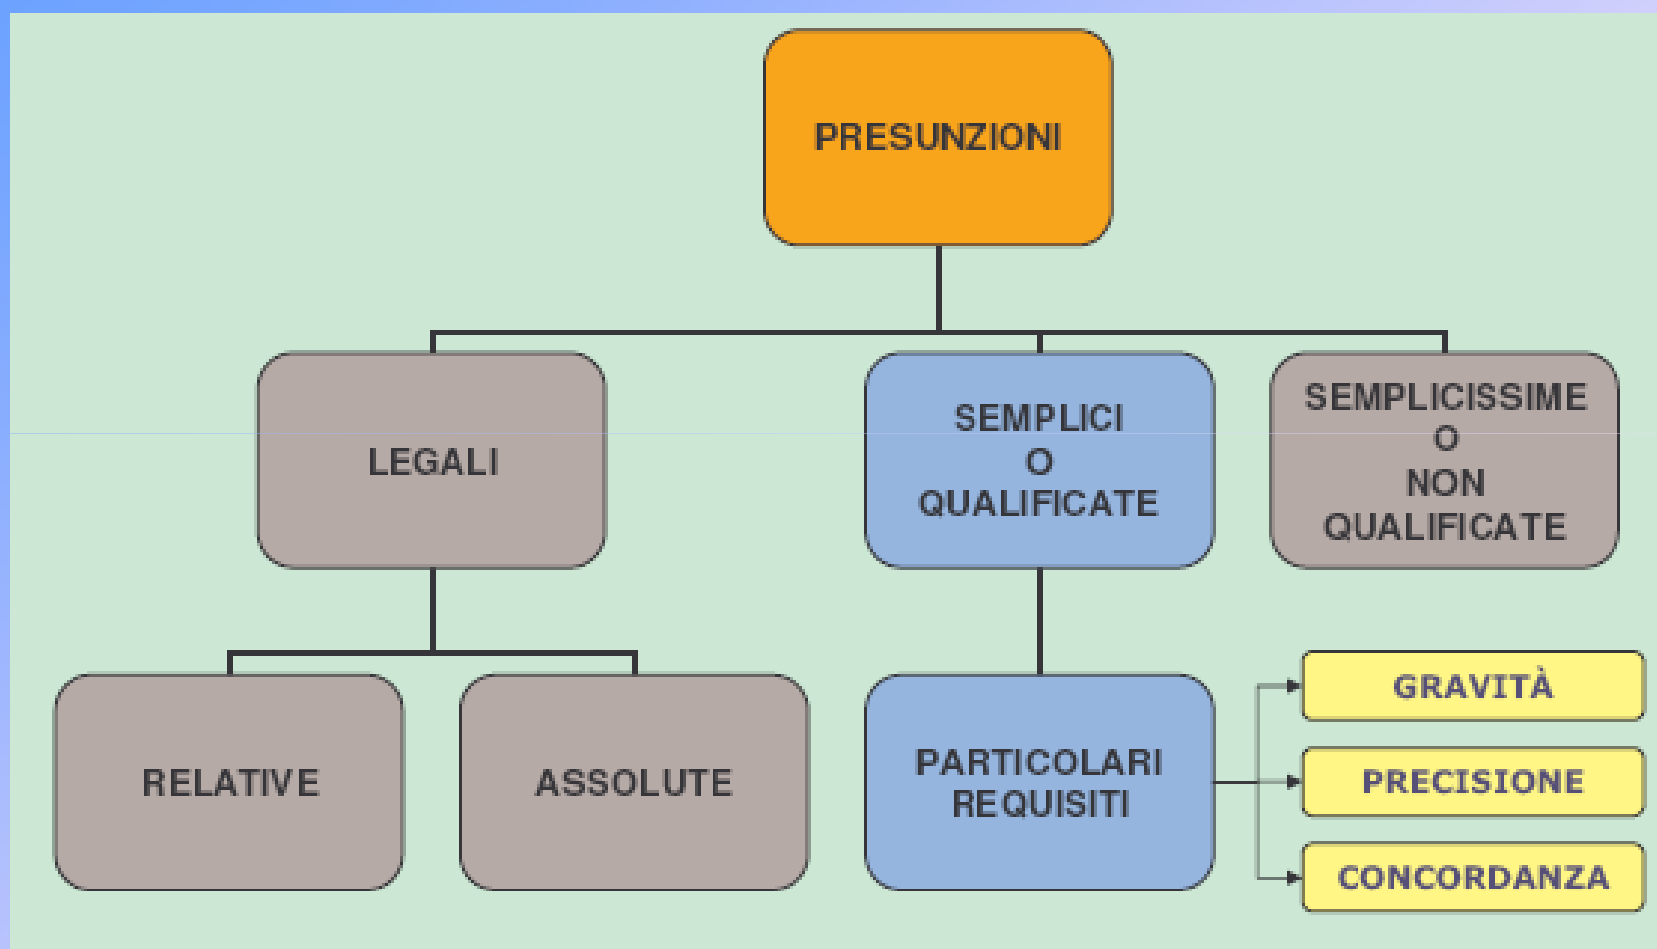 PRESUNZIONI
LEGALI
SEMPLICI
O
QUALIFICATE
SEMPLICISSIME
O
NON
QUALIFICATE
RELATIVE
ASSOLUTE
PARTICOLARI
REQUISITI
GRAVITÀ
PRECISIONE
CONCORDANZA